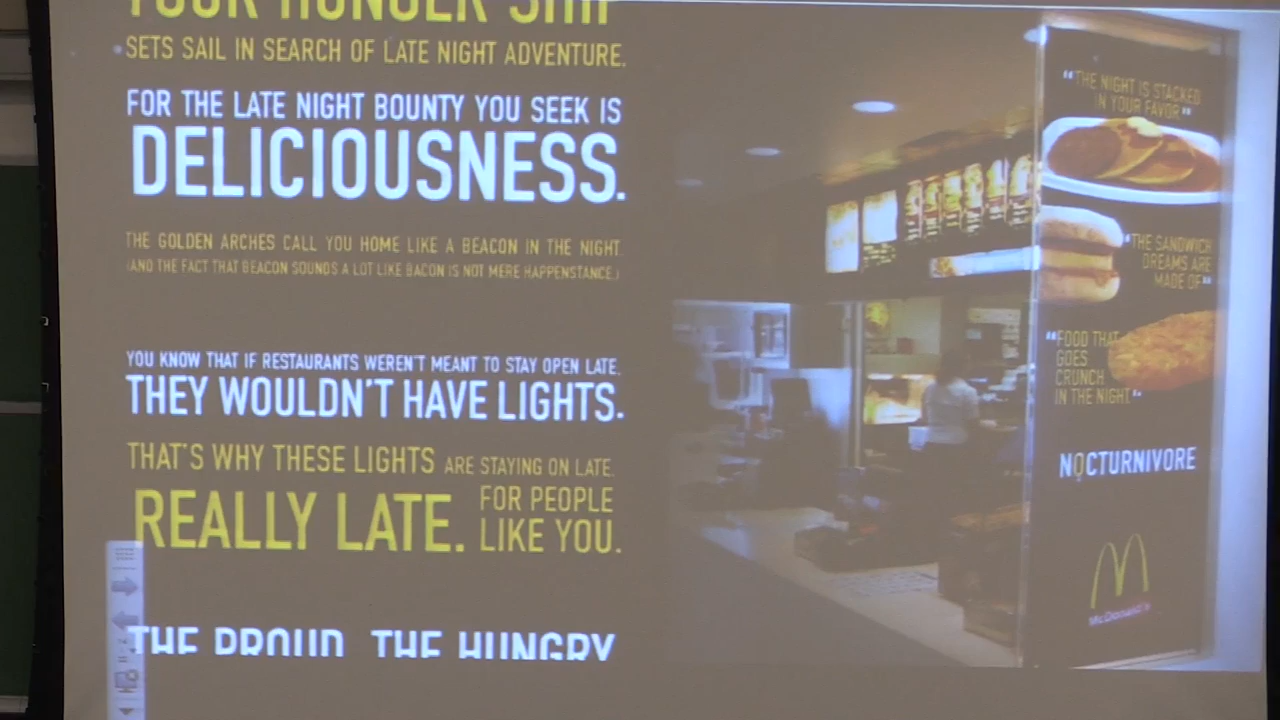 YOUR HUNGER SHIP
SETS SAIL IN SEARCH OF LATE NIGHT ADVENTURE.
FOR THE LATE NIGHT BOUNTY YOU SEEK IS
DELICIOUSNESS.
THE GOLDEN ARCHES CALL YOU HOME LIKE A BEACON IN THE NIGHT.
(AND THE FACT THAT BEACON SOUNDS A LOT LIKE BACON IS NOT MERE HAPPENSTANCE.)
YOU KNOW THAT IF RESTAURANTS WEREN'T MEANT TO STAY OPEN LATE,
THEY WOULDN'T HAVE LIGHTS.
THAT'S WHY THESE LIGHTS ARE STAYING ON LATE.
REALLY LATE. FOR PEOPLE
LIKE YOU.
THE PROUD. THE HUNGRY
"THE NIGHT IS STACKED
IN YOUR FAVOR"
"THE SANDWICH
DREAMS ARE
MADE OF"
"FOOD THAT
GOES
CRUNCH
IN THE NIGHT"
NOCTURNIVORE
McDonald's